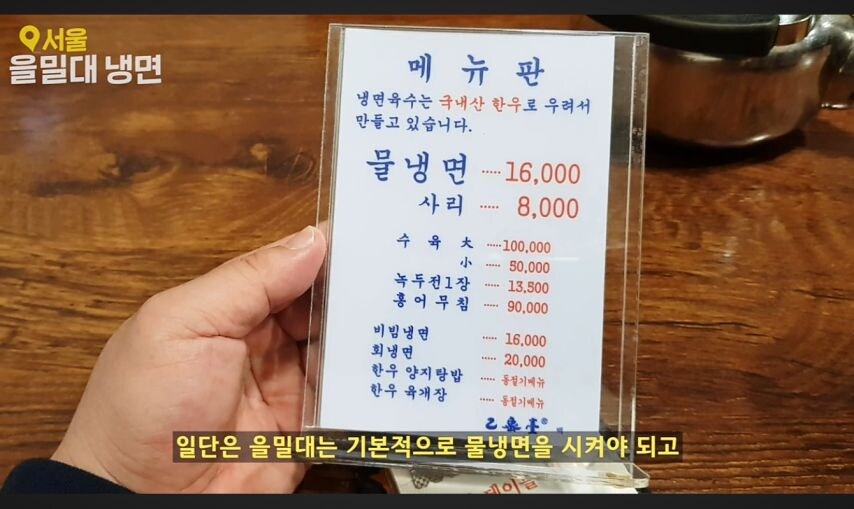 서울
을밀대 냉면
메뉴판
냉면육수는 국내산 한우로 우려서
만들고 있습니다.
물냉면 ····· 16,000
사리 ····· 8,000
수육 大 ····· 100,000
小 ····· 50,000
녹두전1장 ····· 13,500
홍어무침 ····· 90,000
비빔냉면 ····· 16,000
회냉면 ····· 20,000
한우 양지탕밥 ····· 동절기메뉴
한우 육개장 ····· 동절기메뉴
일단은 을밀대는 기본적으로 물냉면을 시켜야 되고